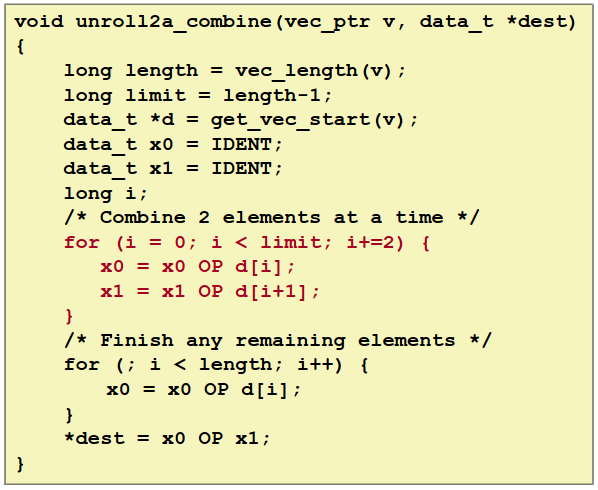 void unroll2a_combine(vec_ptr v, data_t *dest)
{
    long length = vec_length(v);
    long limit = length-1;
    data_t *d = get_vec_start(v);
    data_t x0 = IDENT;
    data_t x1 = IDENT;
    long i;
    /* Combine 2 elements at a time */
    for (i = 0; i < limit; i+=2) {
       x0 = x0 OP d[i];
       x1 = x1 OP d[i+1];
    }
    /* Finish any remaining elements */
    for (; i < length; i++) {
        x0 = x0 OP d[i];
    }
    *dest = x0 OP x1;
}